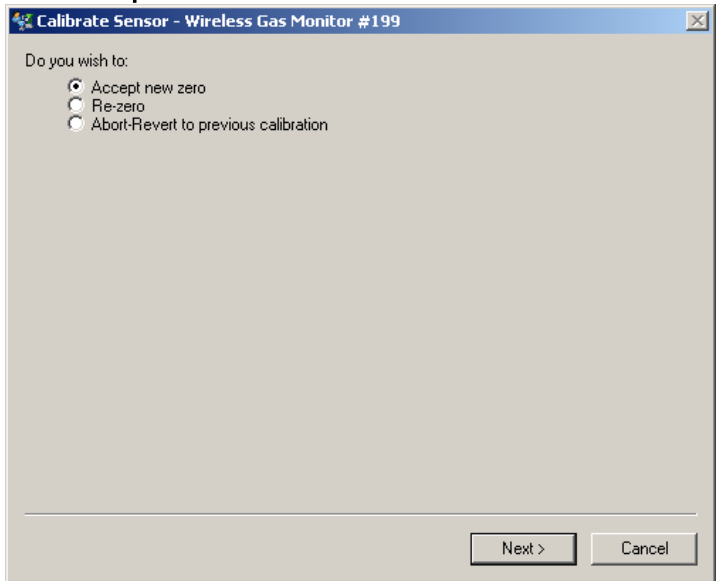 Calibrate Sensor - Wireless Gas Monitor #199
Do you wish to:
Accept new zero
Re-zero
Abort-Revert to previous calibration
Next >
Cancel